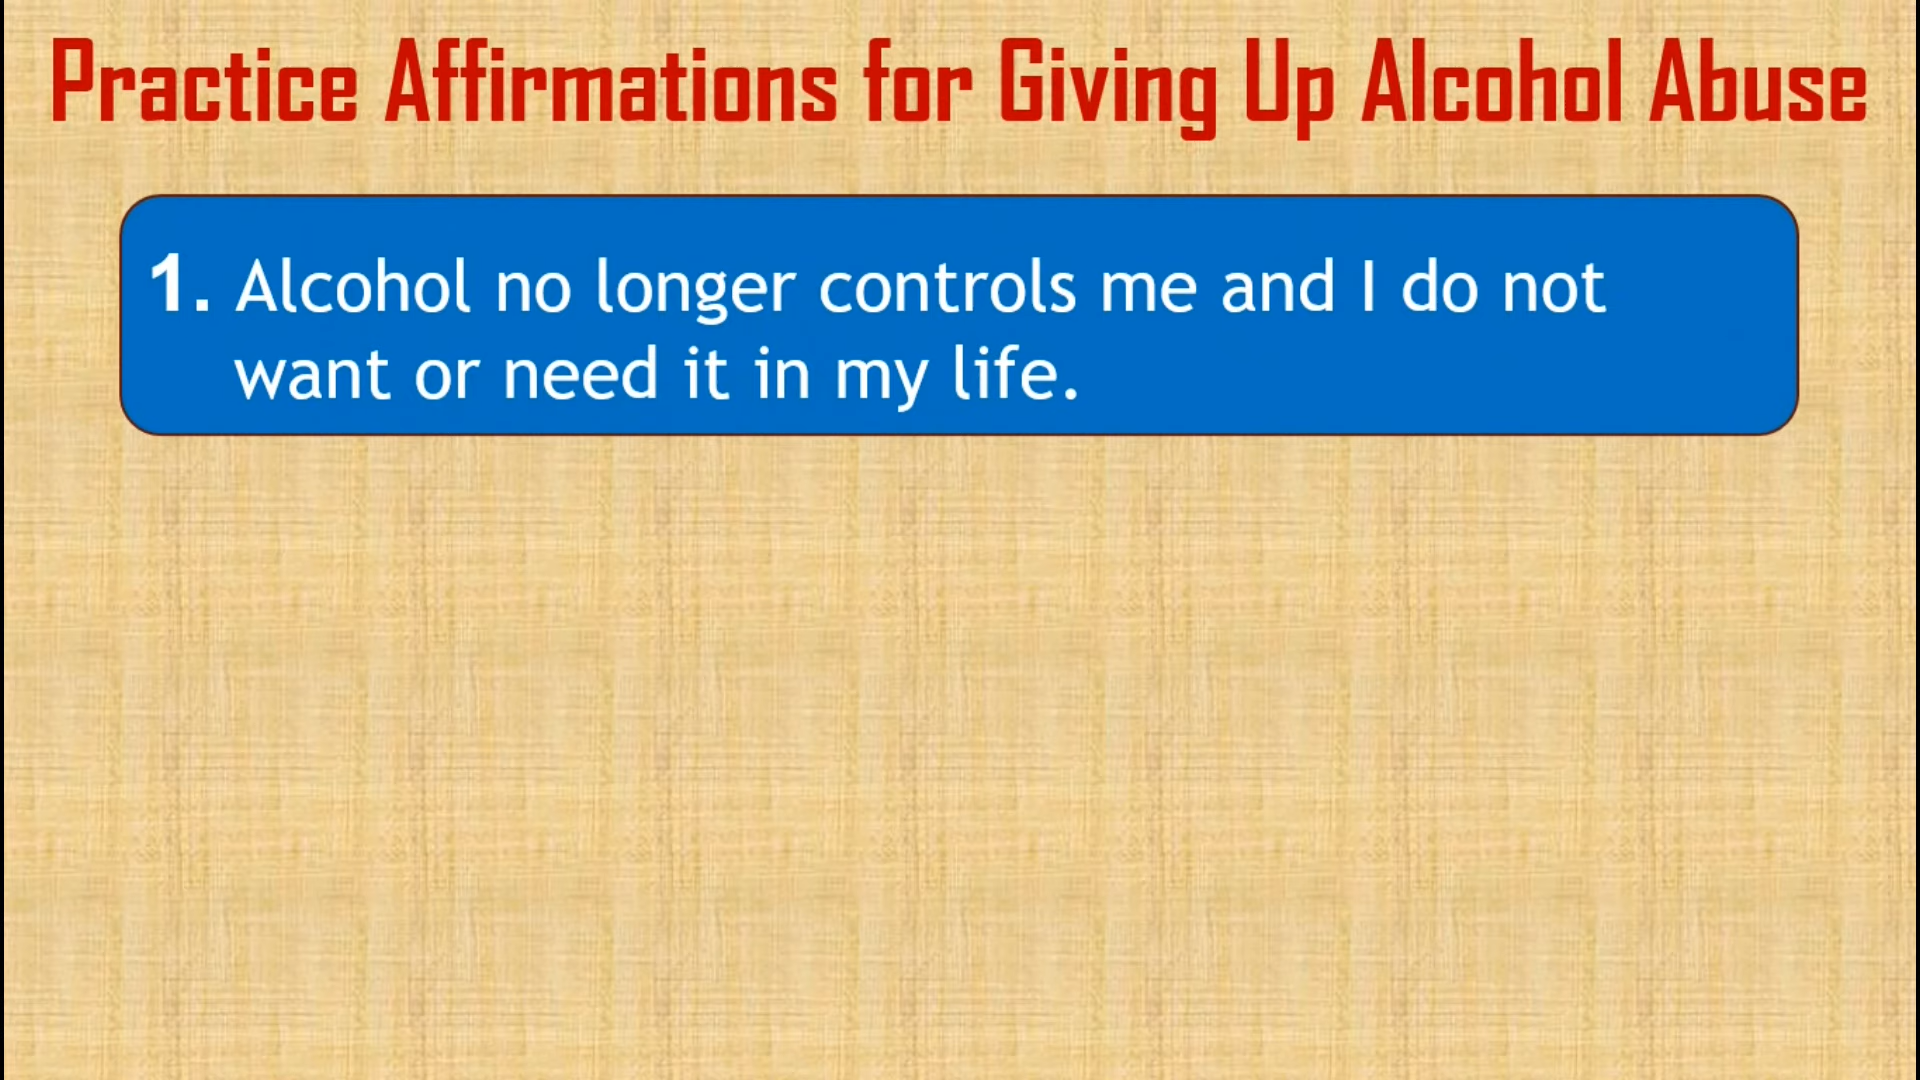 Practice Affirmations for Giving Up Alcohol Abuse
1. Alcohol no longer controls me and I do not
want or need it in my life.